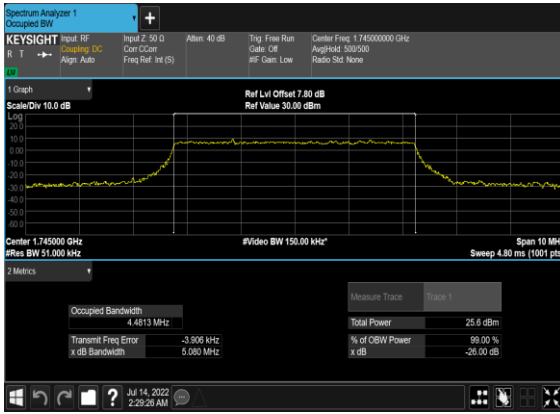 Spectrum Analyzer 1
Occupied BW
KEYSIGHT Input: RF Input Z: 50 Ω Atten: 40 dB Trig: Free Run Center Freq: 1.745000000 GHz
R T Coupling: DC Corr CCorr Gate: Off Avg|Hold: 500/500
Align: Auto Freq Ref: Int (S) #IF Gain: Low Radio Std: None
LXI
1 Graph
Ref Lvl Offset 7.80 dB
Scale/Div 10.0 dB Ref Value 30.00 dBm
Log
20.0
10.0
0.00
-10.0
-20.0
-30.0
-40.0
-50.0
-60.0
Center 1.745000 GHz #Video BW 150.00 kHz* Span 10 MH
#Res BW 51.000 kHz Sweep 4.80 ms (1001 pts
2 Metrics
Measure Trace Trace 1
Occupied Bandwidth
4.4813 MHz Total Power 25.6 dBm
Transmit Freq Error -3.906 kHz % of OBW Power 99.00 %
x dB Bandwidth 5.080 MHz x dB -26.00 dB
? Jul 14, 2022
2:29:26 AM